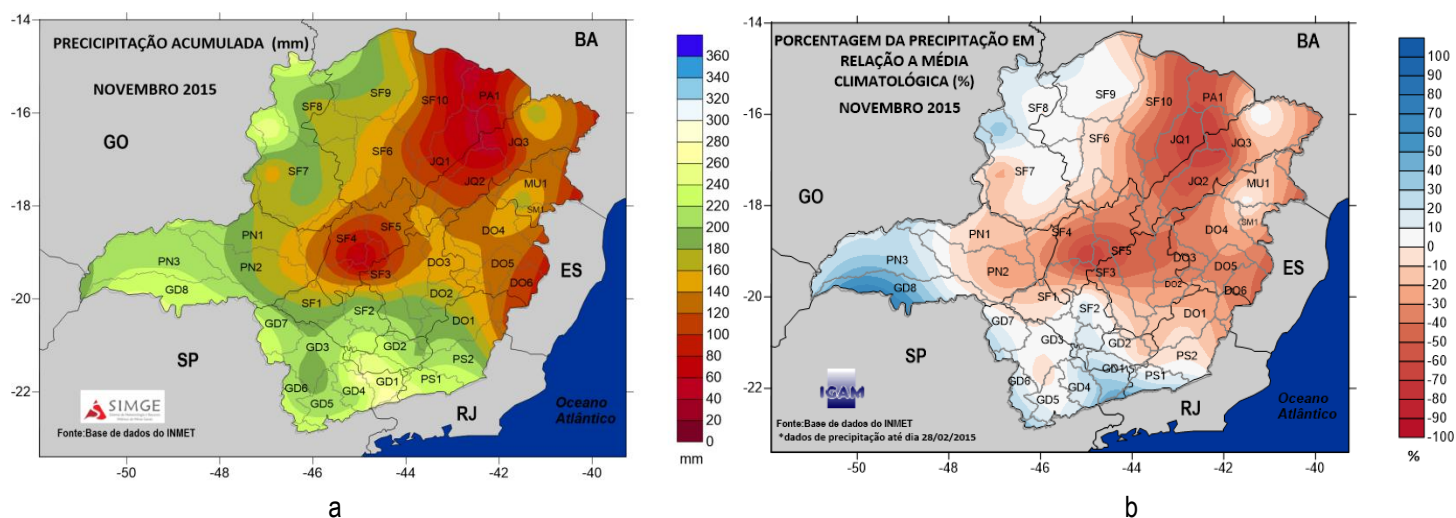 PRECICIPITAÇÃO ACUMULADA (mm)
NOVEMBRO 2015
BA
GO
SP
RJ
ES
Oceano
Atlântico
SF8
SF9
SF10
PA1
SF6
JQ1
JQ3
SF7
JQ2
MU1
SM1
PN1
SF4
SF5
DO4
PN3
PN2
SF3
DO3
DO5
GD8
SF1
DO2
DO6
GD7
SF2
DO1
GD3
GD2
PS2
GD6
GD4
GD1
PS1
GD5
SIMGE
Fonte:Base de dados do INMET
-14
-16
-18
-20
-22
-50
-48
-46
-44
-42
-40
360
340
320
300
280
260
240
220
200
180
160
140
120
100
80
60
40
20
0
mm
a
PORCENTAGEM DA PRECIPITAÇÃO EM
RELAÇÃO A MÉDIA
CLIMATOLÓGICA (%)
NOVEMBRO 2015
BA
GO
SP
RJ
ES
Oceano
Atlântico
SF8
SF9
SF10
PA1
SF6
JQ1
JQ3
SF7
JQ2
MU1
SM1
PN1
SF4
SF5
DO4
PN3
PN2
SF3
DO3
DO5
GD8
SF1
DO2
DO6
GD7
SF2
DO1
GD3
GD2
PS2
GD6
GD4
GD1
PS1
GD5
IGAM
Fonte:Base de dados do INMET
*dados de precipitação até dia 28/02/2015
-14
-16
-18
-20
-22
-50
-48
-46
-44
-42
-40
100
90
80
70
60
50
40
30
20
10
0
-10
-20
-30
-40
-50
-60
-70
-80
-90
-100
%
b